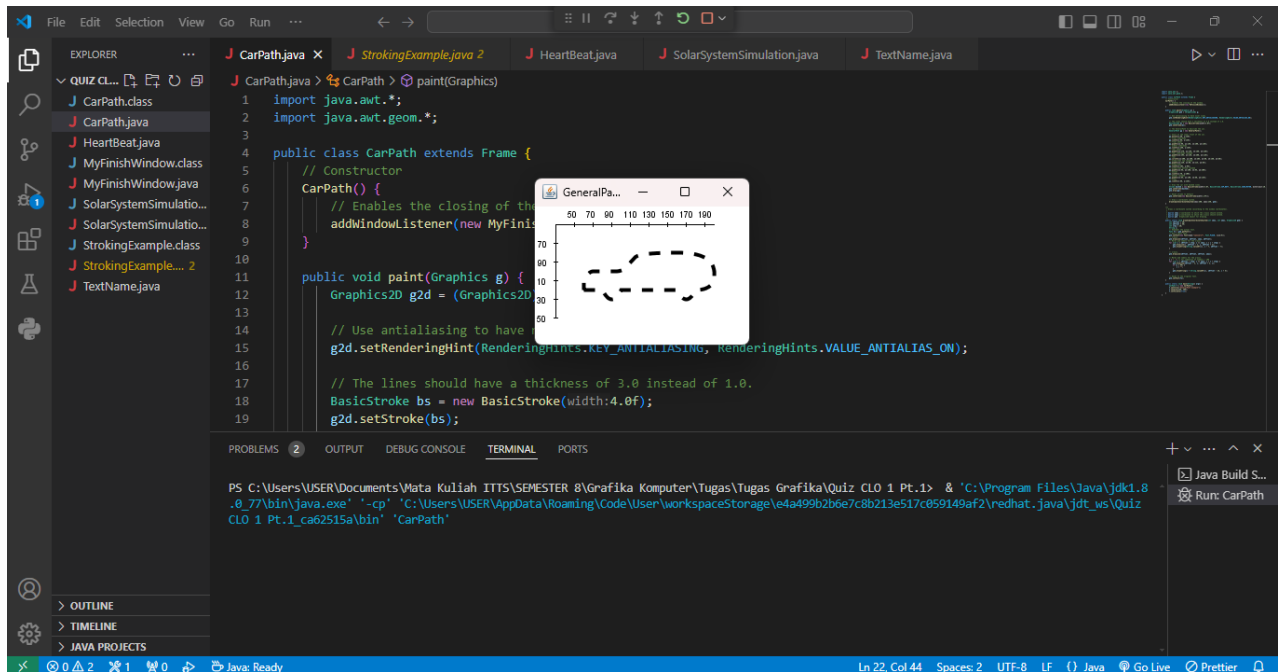 File Edit Selection View Go Run ···
EXPLORER ···
QUIZ CL...
J CarPath.class
J CarPath.java
J HeartBeat.java
J MyFinishWindow.class
J MyFinishWindow.java
J SolarSystemSimulatio...
J SolarSystemSimulatio...
J StrokingExample.class
J StrokingExample.... 2
J TextName.java
> OUTLINE
> TIMELINE
> JAVA PROJECTS
J CarPath.java × J StrokingExample.java 2 J HeartBeat.java J SolarSystemSimulation.java J TextName.java
J CarPath.java > CarPath > paint(Graphics)
1 import java.awt.*;
2 import java.awt.geom.*;
3
4 public class CarPath extends Frame {
5 // Constructor
6 CarPath() {
7 // Enables the closing of the
8 addWindowListener(new MyFinis
9 }
10
11 public void paint(Graphics g) {
12 Graphics2D g2d = (Graphics2D
13
14 // Use antialiasing to have
15 g2d.setRenderingHint(RenderingHints.KEY_ANTIALIASING, RenderingHints.VALUE_ANTIALIAS_ON);
16
17 // The lines should have a thickness of 3.0 instead of 1.0.
18 BasicStroke bs = new BasicStroke(width:4.0f);
19 g2d.setStroke(bs);
GeneralPa...
50 70 90 110 130 150 170 190
70
90
10
30
50
PROBLEMS 2 OUTPUT DEBUG CONSOLE TERMINAL PORTS
PS C:\Users\USER\Documents\Mata Kuliah ITTS\SEMESTER 8\Grafika Komputer\Tugas\Tugas Grafika\Quiz CLO 1 Pt.1> & 'C:\Program Files\Java\jdk1.8
.0_77\bin\java.exe' '-cp' 'C:\Users\USER\AppData\Roaming\Code\User\workspaceStorage\e4a499b2b6e7c8b213e517c059149af2\redhat.java\jdt_ws\Quiz
CLO 1 Pt.1_ca62515a\bin' 'CarPath'
Java Build S...
Run: CarPath
1
0 2 1 0 Java: Ready
Ln 22, Col 44 Spaces: 2 UTF-8 LF {} Java Go Live Prettier